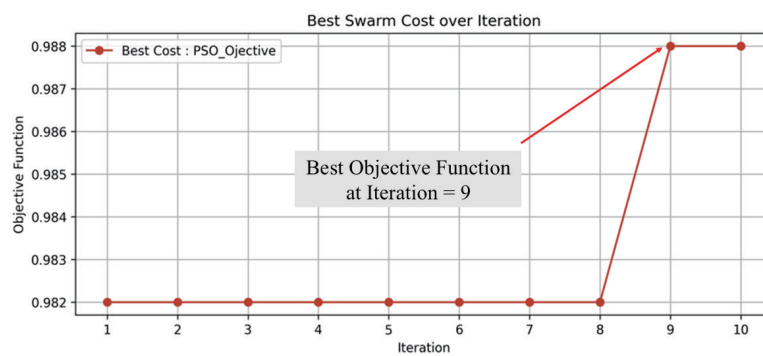 Best Swarm Cost over Iteration
Best Cost : PSO_Ojective
Objective Function
0.988
0.987
0.986
0.985
0.984
0.983
0.982
Best Objective Function
at Iteration = 9
1 2 3 4 5 6 7 8 9 10
Iteration